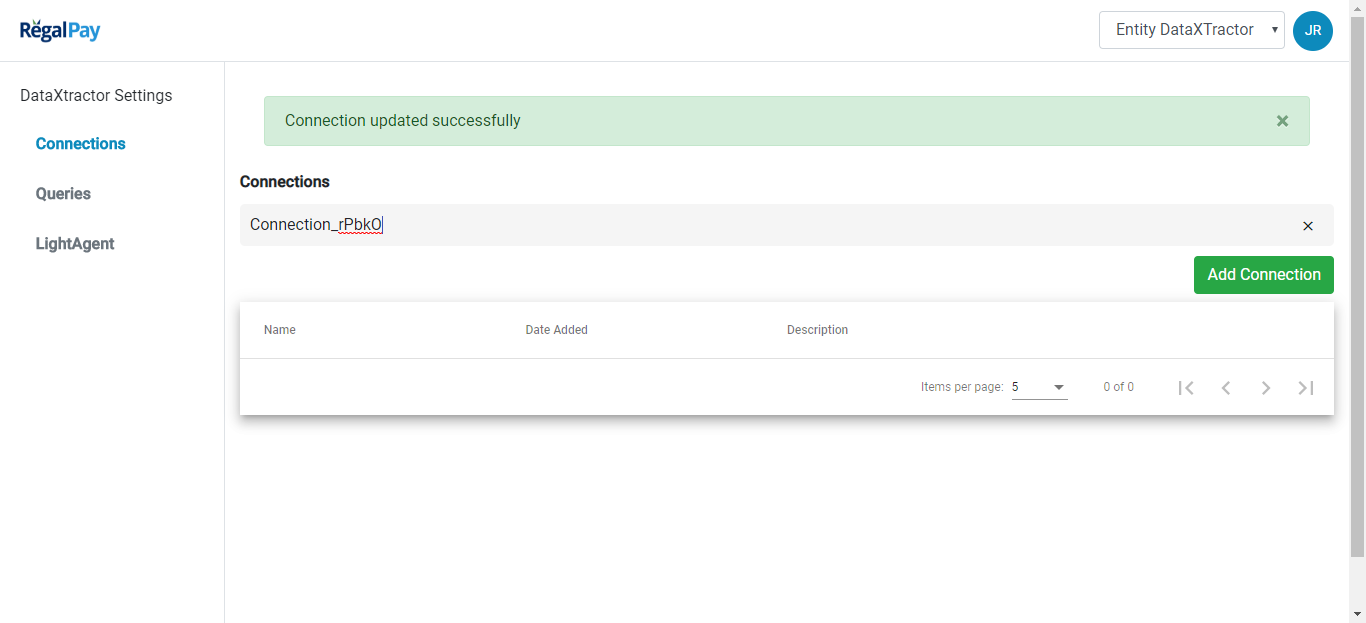 RegalPay
Entity DataXTractor
JR
DataXtractor Settings
Connections
Queries
LightAgent
Connection updated successfully
×
Connections
Connection_rPbkO
×
Add Connection
Name Date Added Description
Items per page: 5 0 of 0